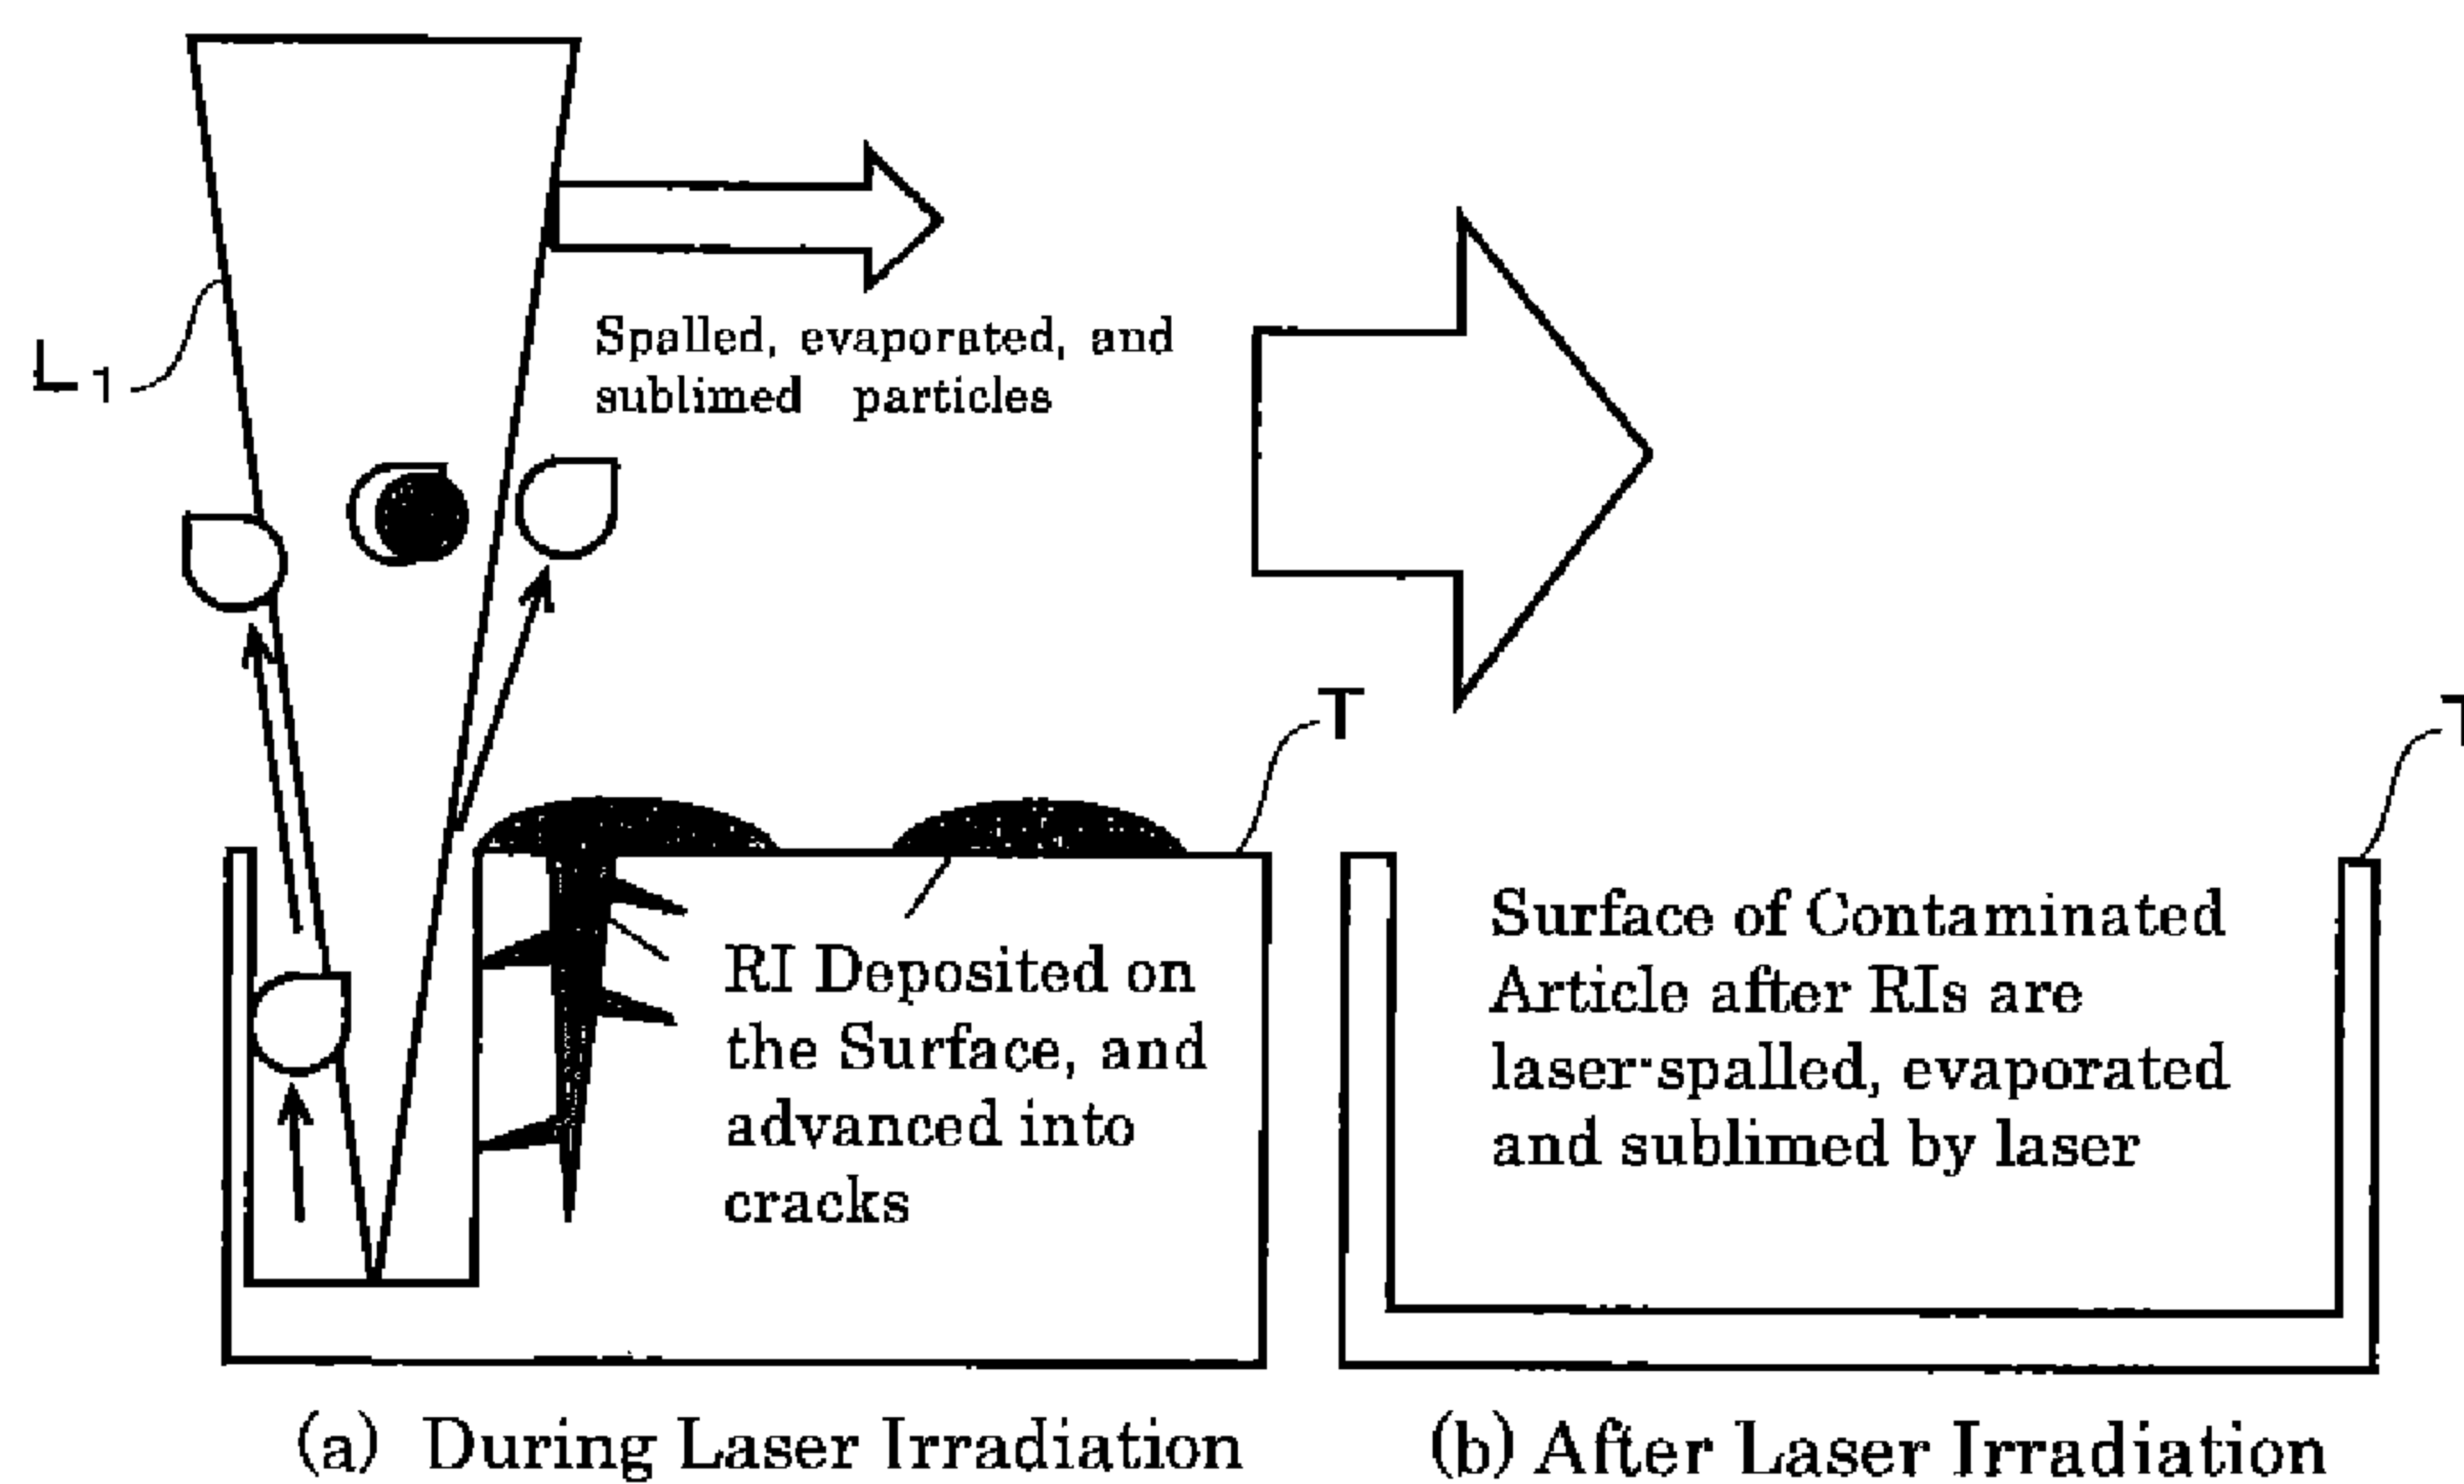 L1
Spalled, evaporated, and
sublimed particles
T
RI Deposited on
the Surface, and
advanced into
cracks
T
Surface of Contaminated
Article after RIs are
laser-spalled, evaporated
and sublimed by laser
(a) During Laser Irradiation
(b) After Laser Irradiation